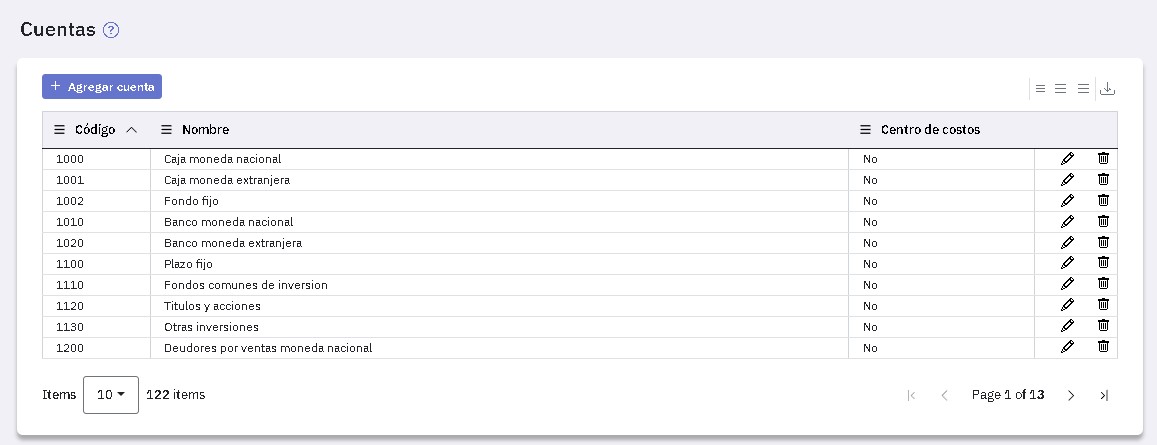 Cuentas ?
+ Agregar cuenta
Código Nombre Centro de costos
1000 Caja moneda nacional No
1001 Caja moneda extranjera No
1002 Fondo fijo No
1010 Banco moneda nacional No
1020 Banco moneda extranjera No
1100 Plazo fijo No
1110 Fondos comunes de inversion No
1120 Titulos y acciones No
1130 Otras inversiones No
1200 Deudores por ventas moneda nacional No
Items 10 122 items Page 1 of 13